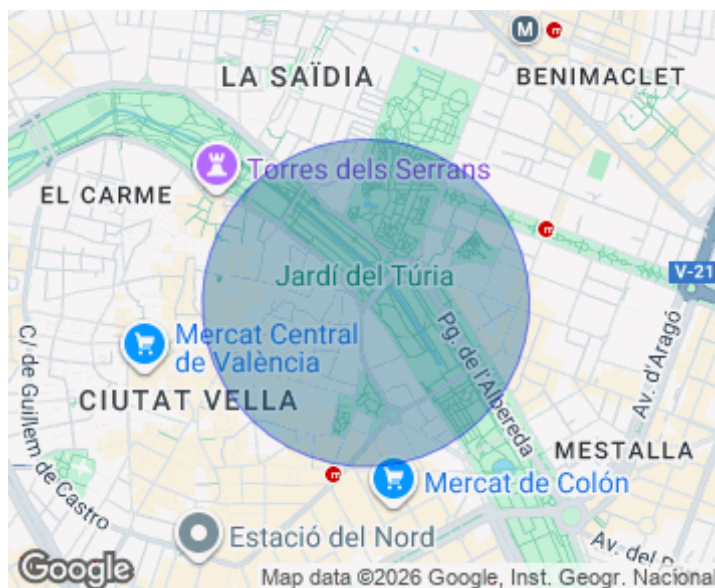 M
LA SAÏDIA
BENIMACLET
Torres dels Serrans
EL CARME
Jardí del Túria
V-21
Mercat Central
de València
Pg. de l'Albereda
Av. d'Aragó
C/ de Guillem de Castro
CIUTAT VELLA
MESTALLA
Mercat de Colón
Estació del Nord
Av. del
Google
Map data ©2026 Google, Inst. Geogr. Nacional